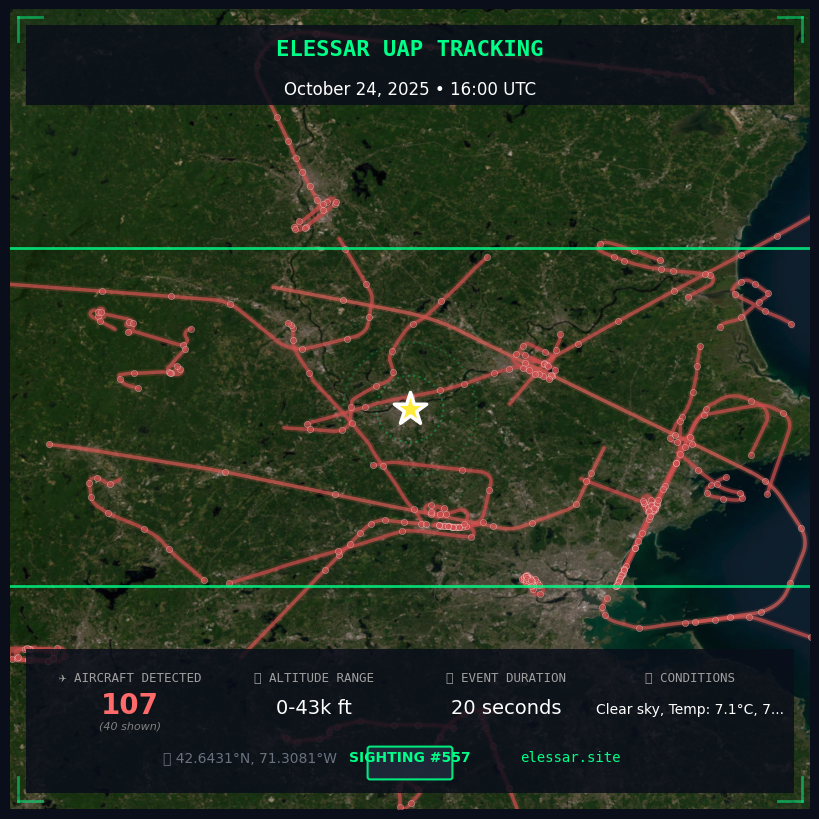 ELESSAR UAP TRACKING
October 24, 2025 • 16:00 UTC
✈ AIRCRAFT DETECTED
107
(40 shown)
ALTITUDE RANGE
0-43k ft
EVENT DURATION
20 seconds
CONDITIONS
Clear sky, Temp: 7.1°C, 7...
42.6431°N, 71.3081°W
SIGHTING #557
elessar.site